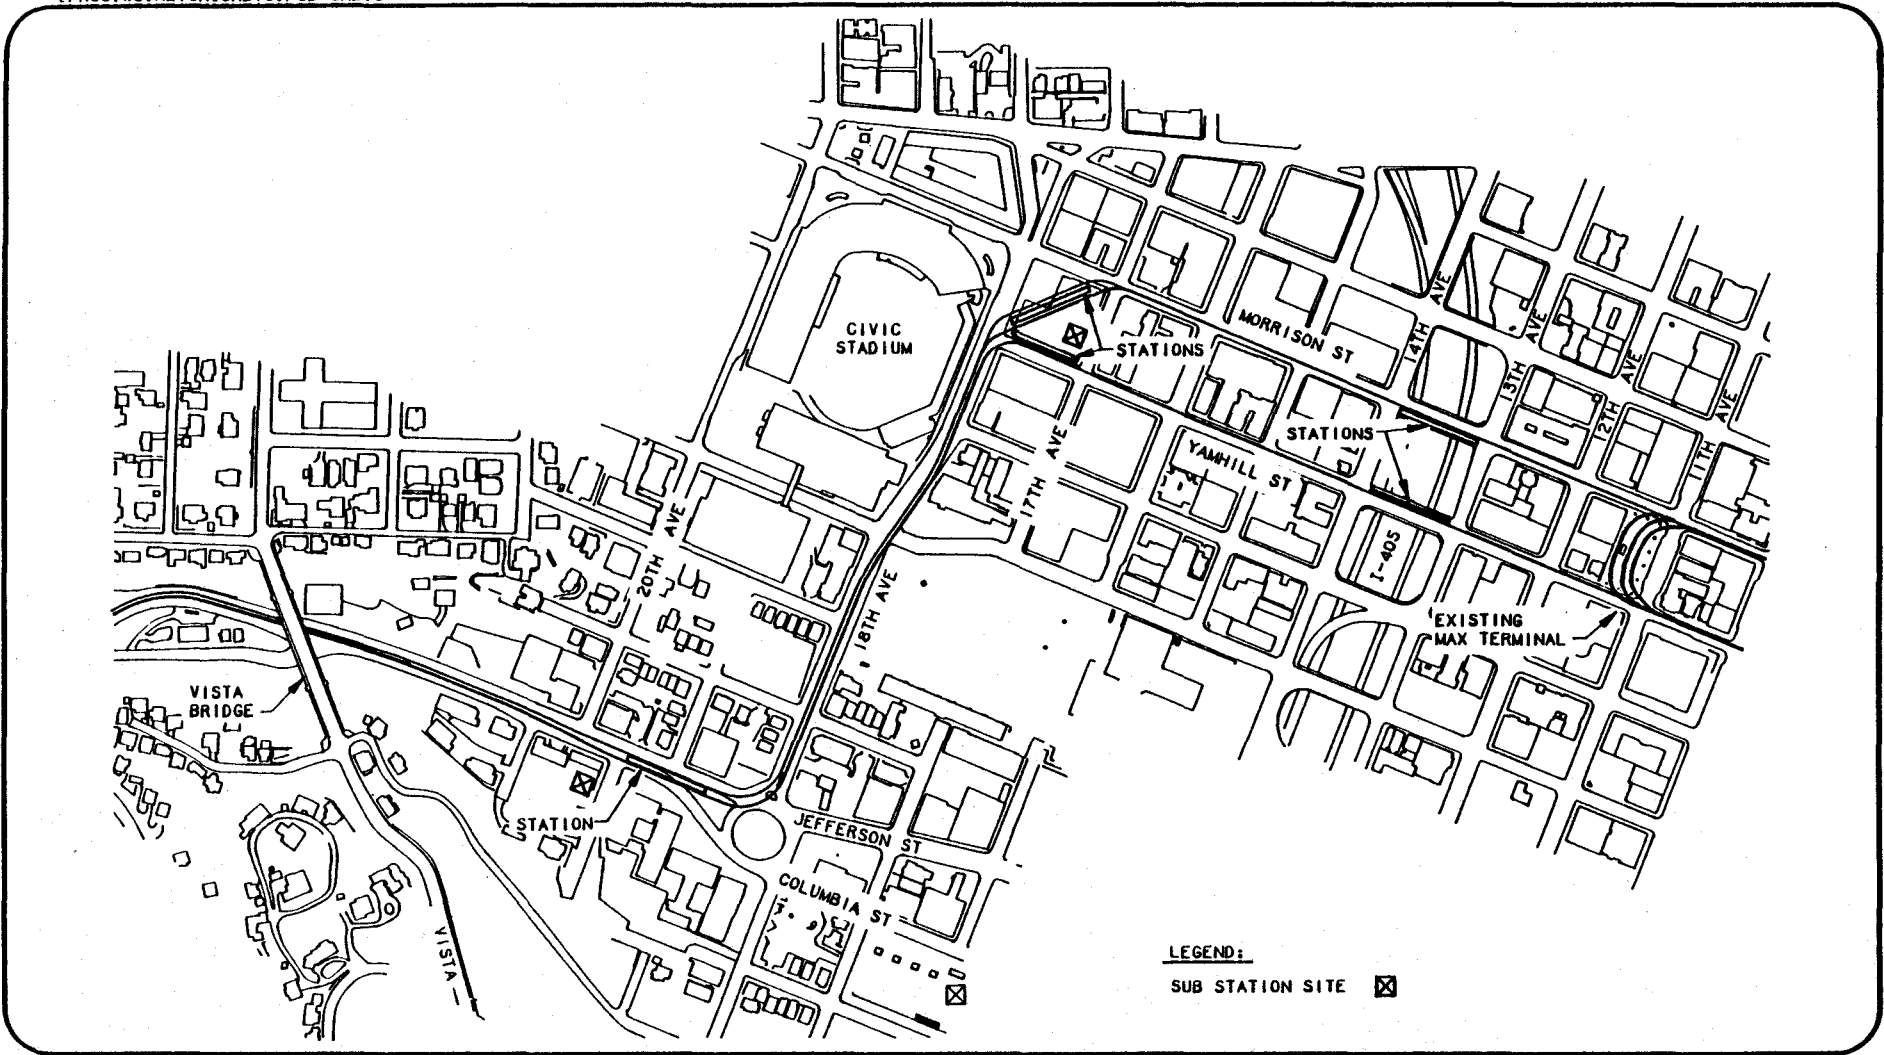 CIVIC
STADIUM
MORRISON ST
14TH
AVE
13TH
AVE
12TH
AVE
11TH
AVE
STATIONS
STATIONS
YAMHILL ST
17TH AVE
I-405
EXISTING
MAX TERMINAL
20TH AVE
18TH AVE
VISTA
BRIDGE
STATION
JEFFERSON ST
COLUMBIA ST
VISTA
LEGEND:
SUB STATION SITE